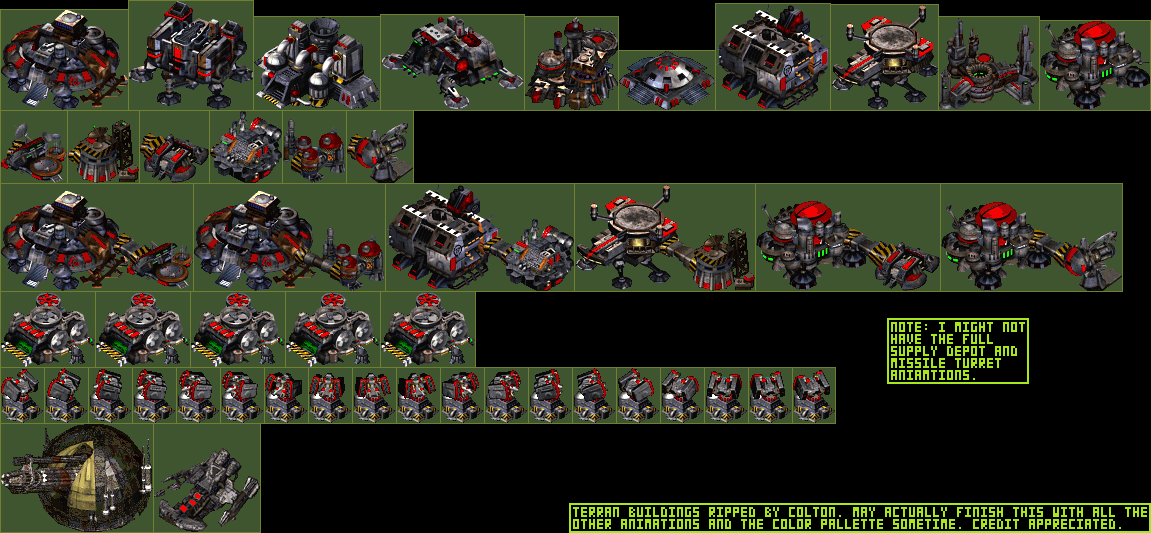 NOTE: I MIGHT NOT
HAVE THE FULL
SUPPLY DEPOT AND
MISSILE TURRET
ANIAMTIONS.
TERRAN BUILDINGS RIPPED BY COLTON. MAY ACTUALLY FINISH THIS WITH ALL THE
OTHER ANIMATIONS AND THE COLOR PALLETTE SOMETIME. CREDIT APPRECIATED.